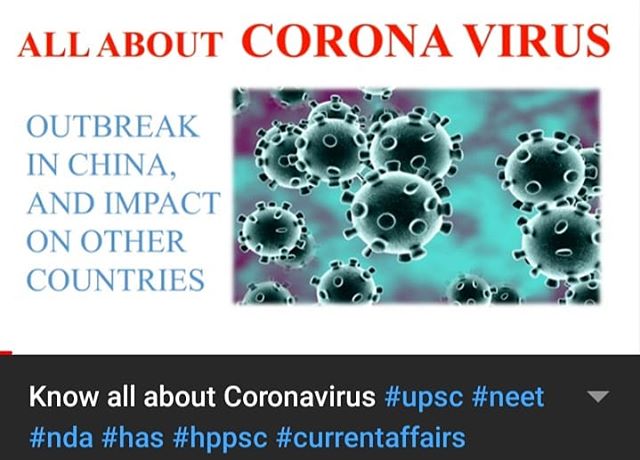 ALL ABOUT CORONA VIRUS
OUTBREAK
IN CHINA,
AND IMPACT
ON OTHER
COUNTRIES
Know all about Coronavirus #upsc #neet
#nda #has #hppsc #currentaffairs